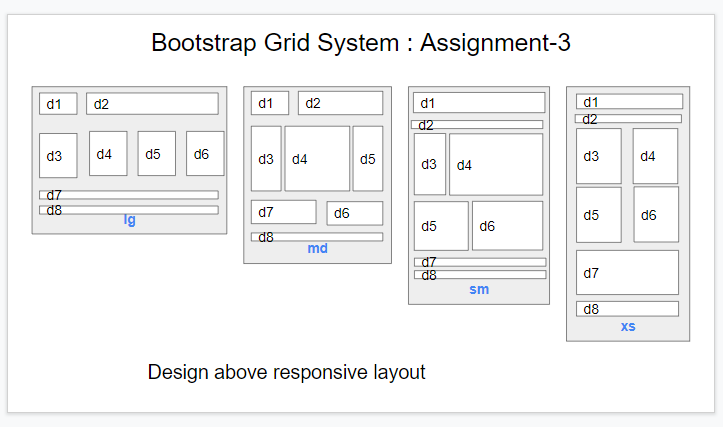 Bootstrap Grid System : Assignment-3
d1 d2
d3 d4 d5 d6
d7
d8
lg
d1 d2
d3 d4 d5
d7 d6
d8
md
d1
d2
d3 d4
d5 d6
d7
d8
sm
d1
d2
d3 d4
d5 d6
d7
d8
xs
Design above responsive layout